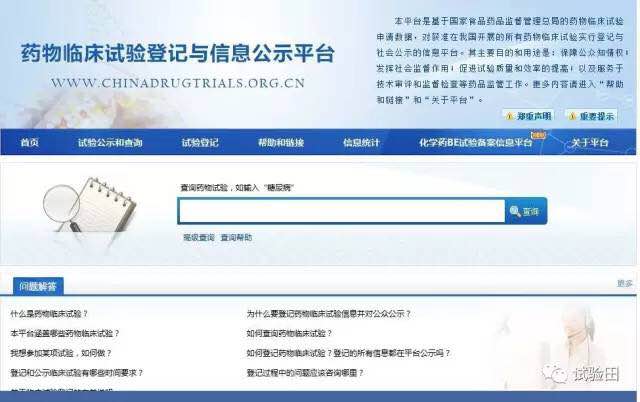 药物临床试验登记与信息公示平台
WWW.CHINADRUGTRIALS.ORG.CN
本平台是基于国家食品药品监督管理总局的药物临床试验
申请数据，对获准在我国开展的所有药物临床试验实行登记与
社会公示的信息平台。其主要目的和用途是：保障公众知情权；
发挥社会监督作用；促进试验质量和效率的提高；以及服务于
技术审评和监督检查等药品监管工作。更多内容请进入“帮助
和链接”和“关于平台”。
郑重声明
重要提示
首页
试验公示和查询
试验登记
帮助和链接
信息统计
化学药BE试验备案信息平台
关于平台
查询药物试验，如输入“糖尿病”
查询
高级查询 查询帮助
问题解答
更多
什么是药物临床试验？
为什么要登记药物临床试验信息并对公众公示？
本平台涵盖哪些药物临床试验？
如何查询药物临床试验？
我想参加某项试验，如何做？
如何登记药物临床试验？登记的所有信息都在平台公示吗？
登记和公示临床试验有哪些时间要求？
登记过程中的问题应该咨询哪里？
试验田